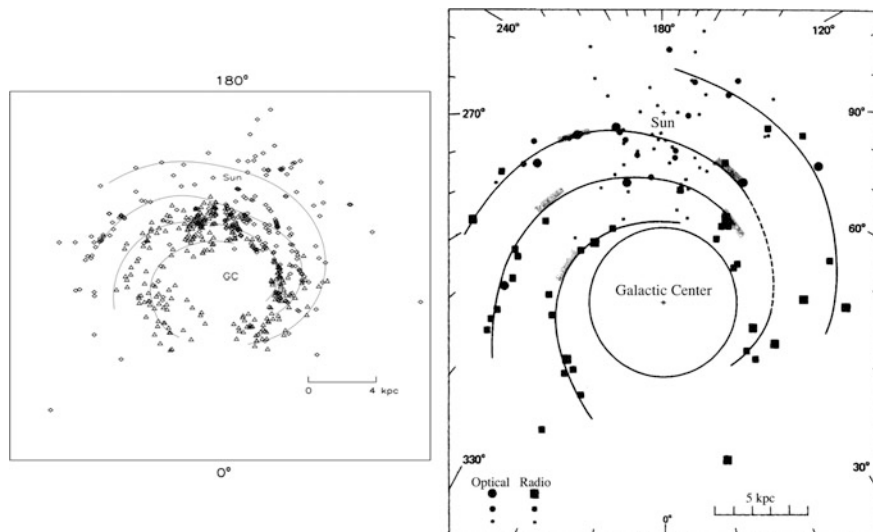 180°
Sun
GC
0 4 kpc
0°
240° 180° 120°
270° 90°
Sun
60°
Galactic Center
330° 30°
Optical Radio
5 kpc
0°